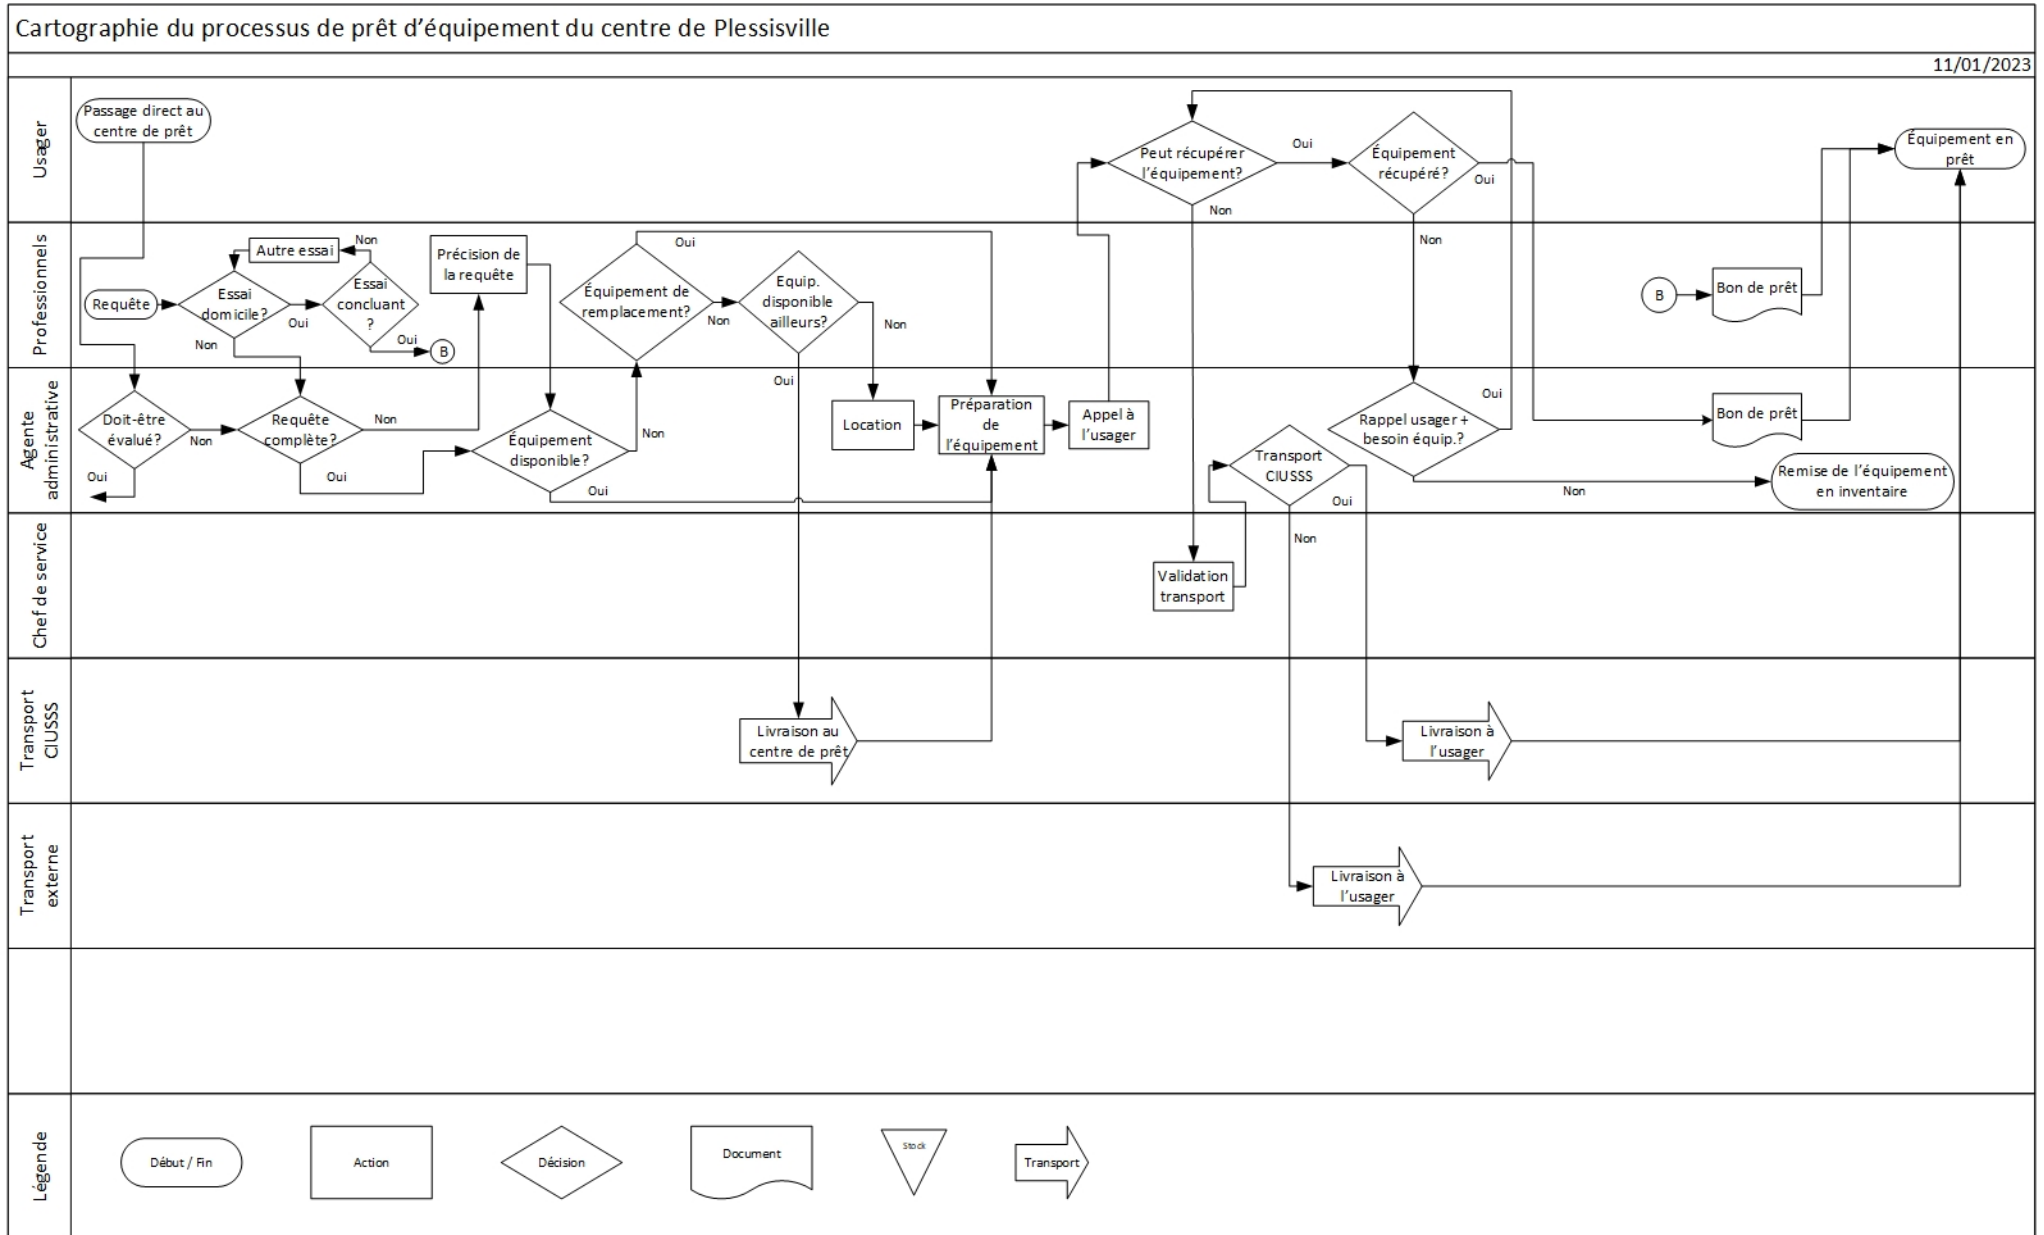 Cartographie du processus de prêt d'équipement du centre de Plessisville
11/01/2023
Usager
Passage direct au
centre de prêt
Peut récupérer
l'équipement?
Oui
Non
Équipement
récupéré?
Oui
Non
Équipement en
prêt
Professionnels
Requête
Essai
domicile?
Oui
Non
Autre essai
Non
Essai
concluant
?
Oui
B
Précision de
la requête
Équipement de
remplacement?
Oui
Non
Equip.
disponible
ailleurs?
Non
Oui
B
Bon de prêt
Agente
administrative
Doit-être
évalué?
Non
Oui
Requête
complète?
Non
Oui
Équipement
disponible?
Non
Oui
Location
Préparation
de
l'équipement
Appel à
l'usager
Transport
CIUSSS
Oui
Non
Rappel usager +
besoin équip.?
Oui
Non
Bon de prêt
Remise de l'équipement
en inventaire
Chef de service
Validation
transport
Transport
CIUSSS
Livraison au
centre de prêt
Livraison à
l'usager
Transport
externe
Livraison à
l'usager
Légende
Début / Fin
Action
Décision
Document
Stock
Transport